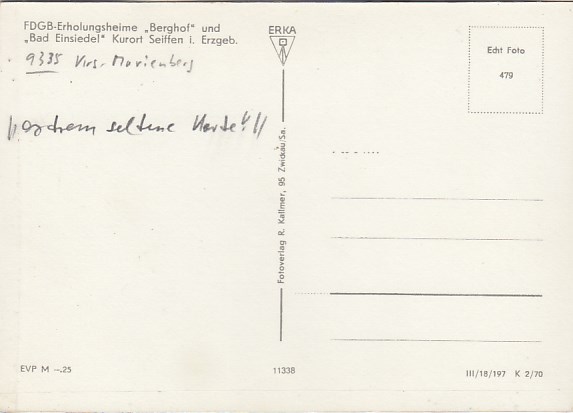 FDGB-Erholungsheime „Berghof“ und
„Bad Einsiedel“ Kurort Seiffen i. Erzgeb.
9335 Krs. Marienberg
ERKA
Echt Foto
479
extrem seltene Karte!!
Fotoverlag R. Kallmer, 95 Zwickau/Sa.
EVP M –.25
11338
III/18/197 K 2/70